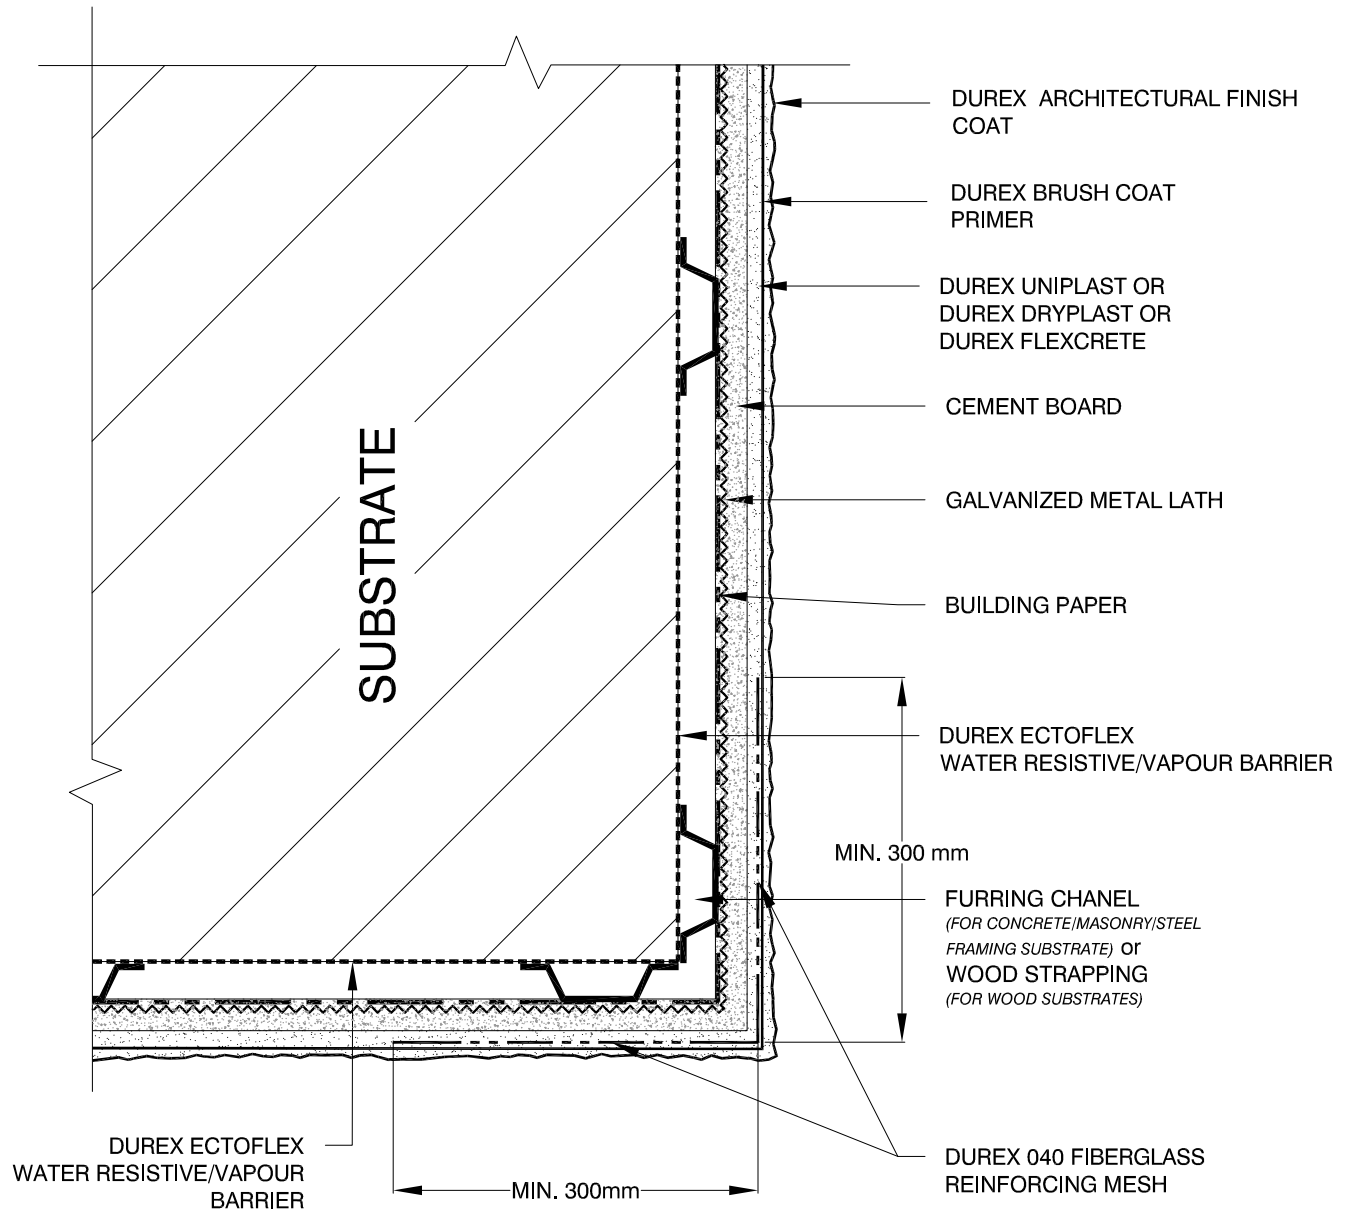 DUREX ARCHITECTURAL FINISH
COAT
DUREX BRUSH COAT
PRIMER
DUREX UNIPLAST OR
DUREX DRYPLAST OR
DUREX FLEXCRETE
CEMENT BOARD
GALVANIZED METAL LATH
BUILDING PAPER
SUBSTRATE
DUREX ECTOFLEX
WATER RESISTIVE/VAPOUR BARRIER
MIN. 300 mm
FURRING CHANEL
(FOR CONCRETE/MASONRY/STEEL
FRAMING SUBSTRATE) or
WOOD STRAPPING
(FOR WOOD SUBSTRATES)
DUREX ECTOFLEX
WATER RESISTIVE/VAPOUR
BARRIER
MIN. 300mm
DUREX 040 FIBERGLASS
REINFORCING MESH